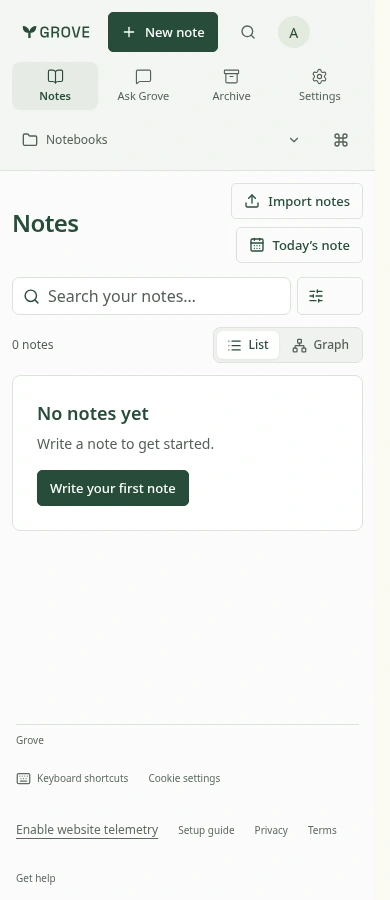 GROVE
New note
A
Notes
Ask Grove
Archive
Settings
Notebooks
Notes
Import notes
Today's note
Search your notes...
0 notes
List
Graph
No notes yet
Write a note to get started.
Write your first note
Grove
Keyboard shortcuts
Cookie settings
Enable website telemetry
Setup guide
Privacy
Terms
Get help